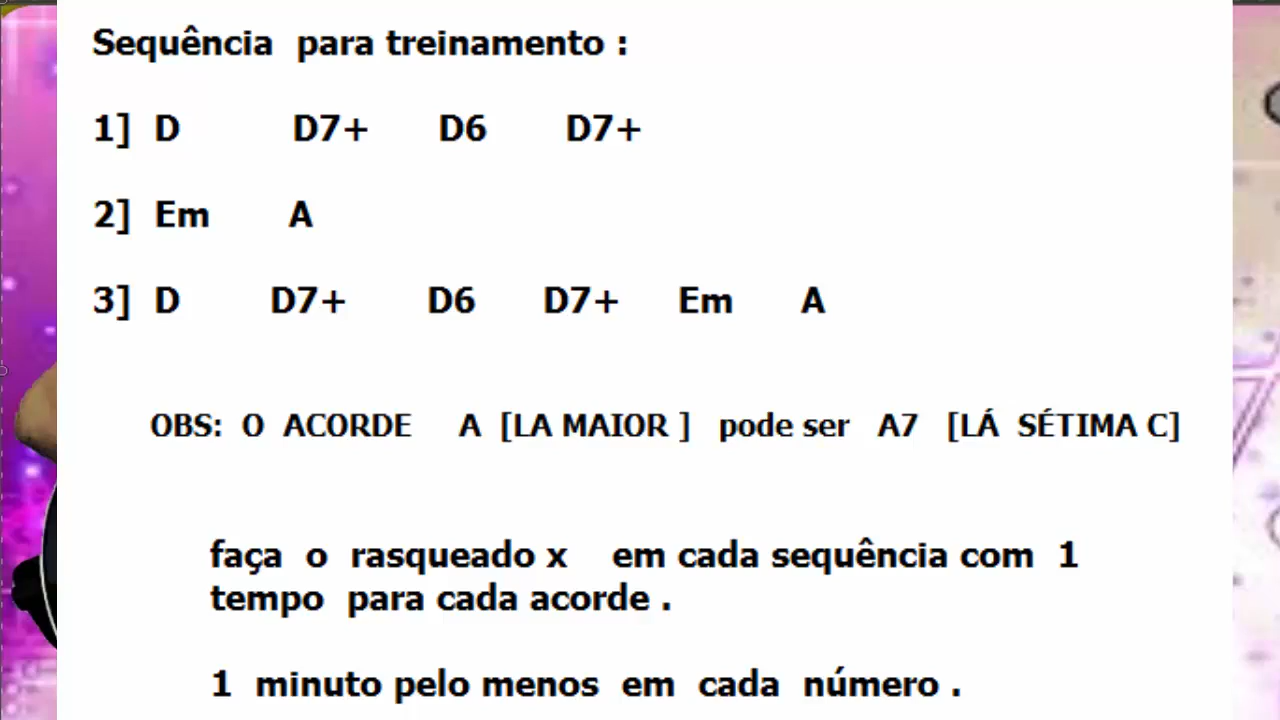 Sequência para treinamento :
1] D D7+ D6 D7+
2] Em A
3] D D7+ D6 D7+ Em A
OBS: O ACORDE A [LA MAIOR ] pode ser A7 [LÁ SÉTIMA C]
faça o rasqueado x em cada sequência com 1
tempo para cada acorde .
1 minuto pelo menos em cada número .